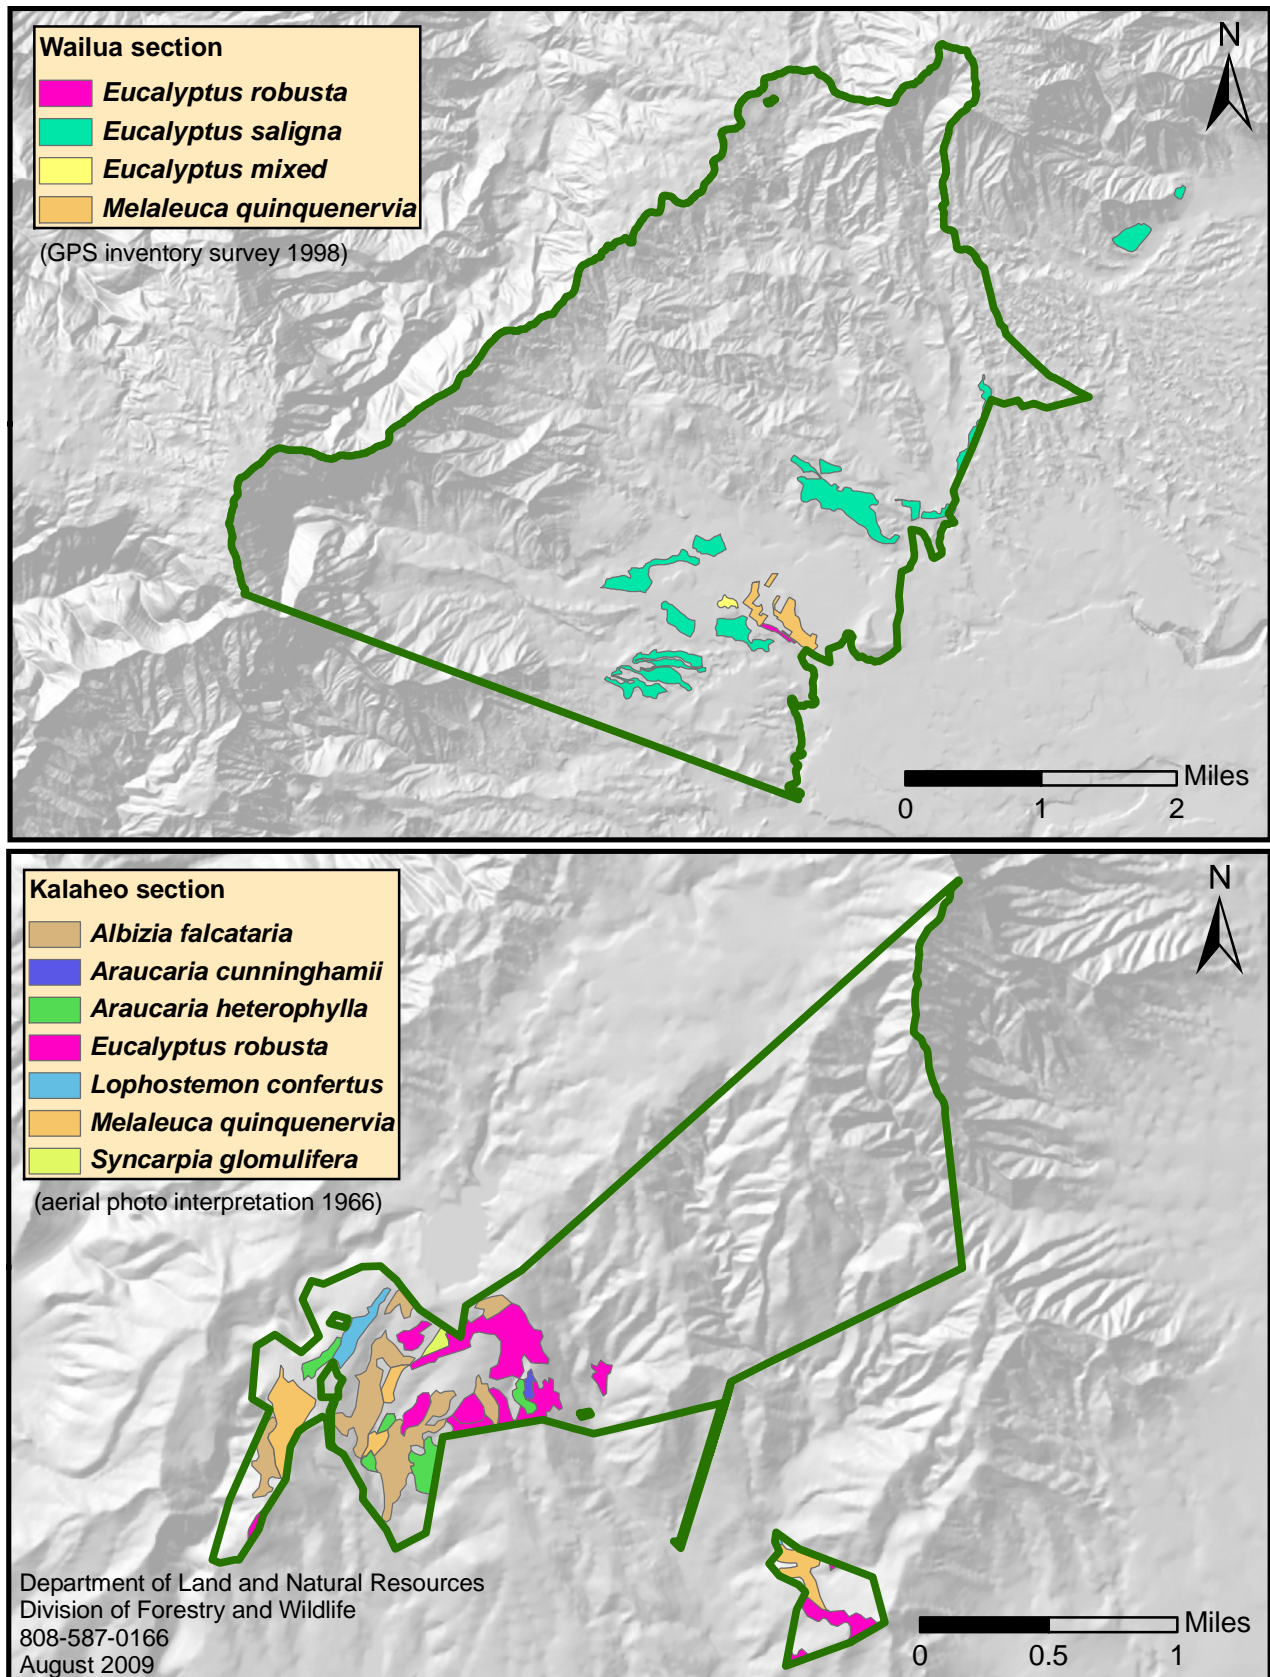 Wailua section
Eucalyptus robusta
Eucalyptus saligna
Eucalyptus mixed
Melaleuca quinquenervia
(GPS inventory survey 1998)
N
Miles
0 1 2
Kalaheo section
Albizia falcataria
Araucaria cunninghamii
Araucaria heterophylla
Eucalyptus robusta
Lophostemon confertus
Melaleuca quinquenervia
Syncarpia glomulifera
(aerial photo interpretation 1966)
N
Department of Land and Natural Resources
Division of Forestry and Wildlife
808-587-0166
August 2009
Miles
0 0.5 1